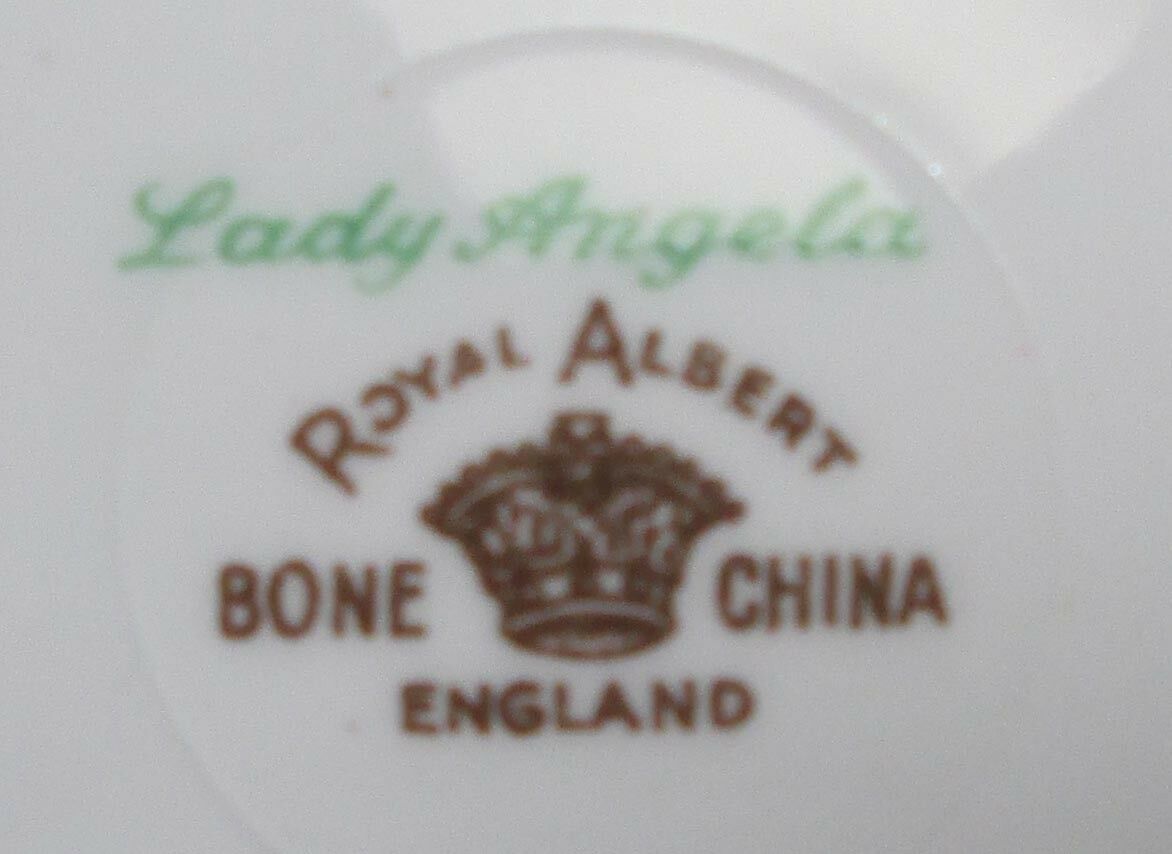 Lady Angela
ROYAL ALBERT
BONE CHINA
ENGLAND